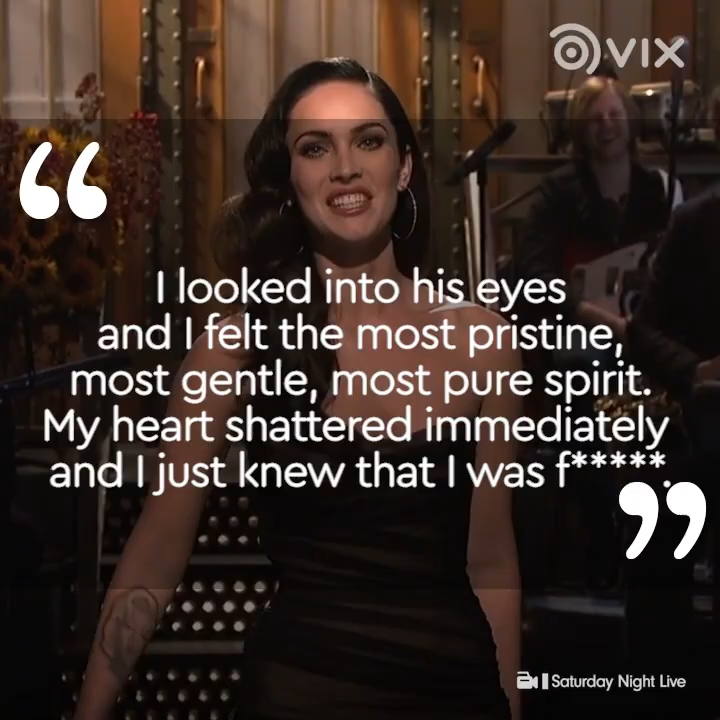 VIX
“
I looked into his eyes
and I felt the most pristine,
most gentle, most pure spirit.
My heart shattered immediately
and I just knew that I was f*****.
”
Saturday Night Live